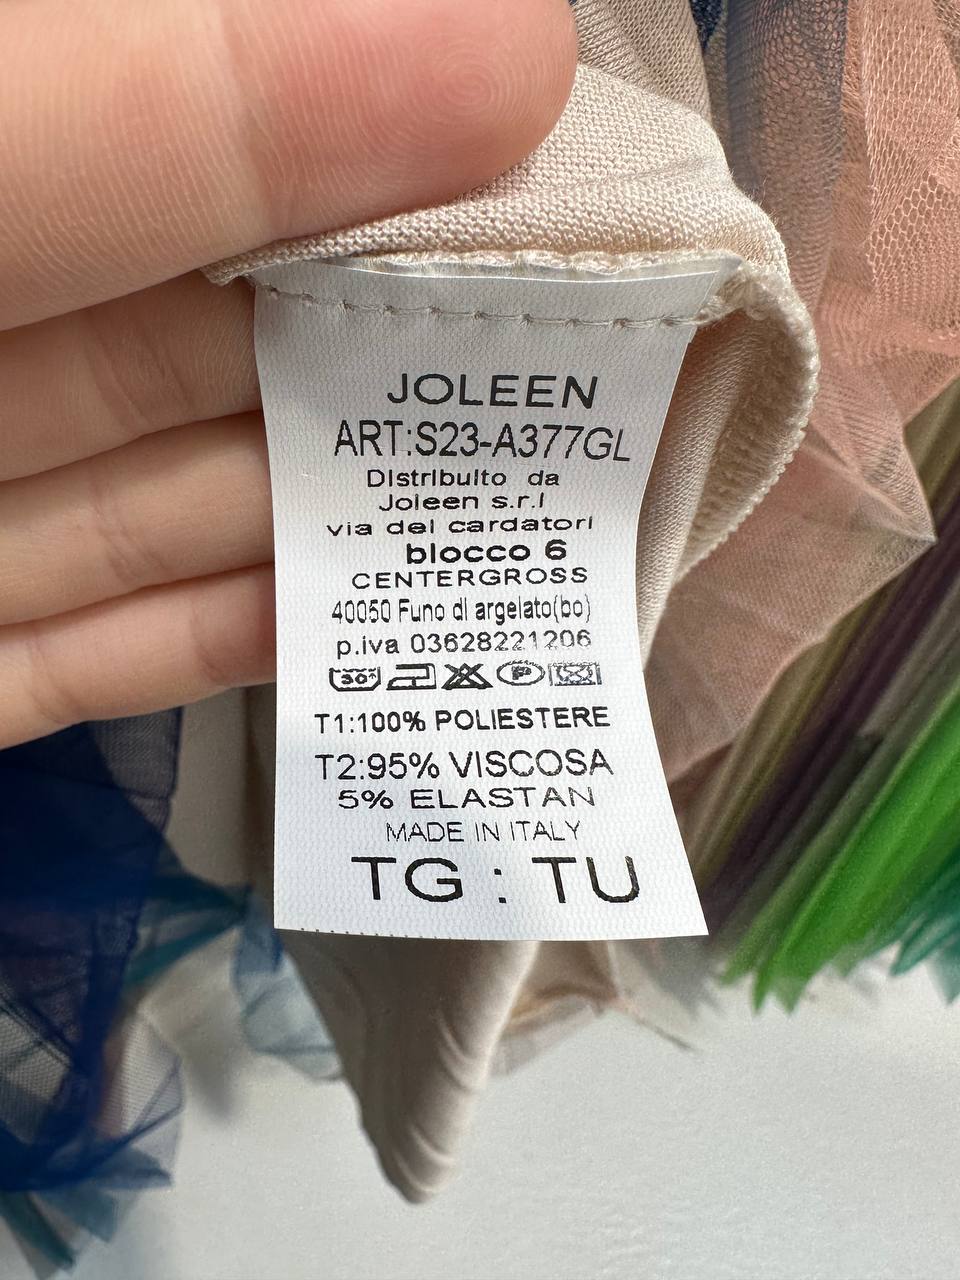 JOLEEN
ART:S23-A377GL
Distribuito da
Joleen s.r.l
via dei cardatori
blocco 6
CENTERGROSS
40050 Funo di argelato(bo)
p.iva 03628221206
30°
P
T1:100% POLIESTERE
T2:95% VISCOSA
5% ELASTAN
MADE IN ITALY
TG : TU